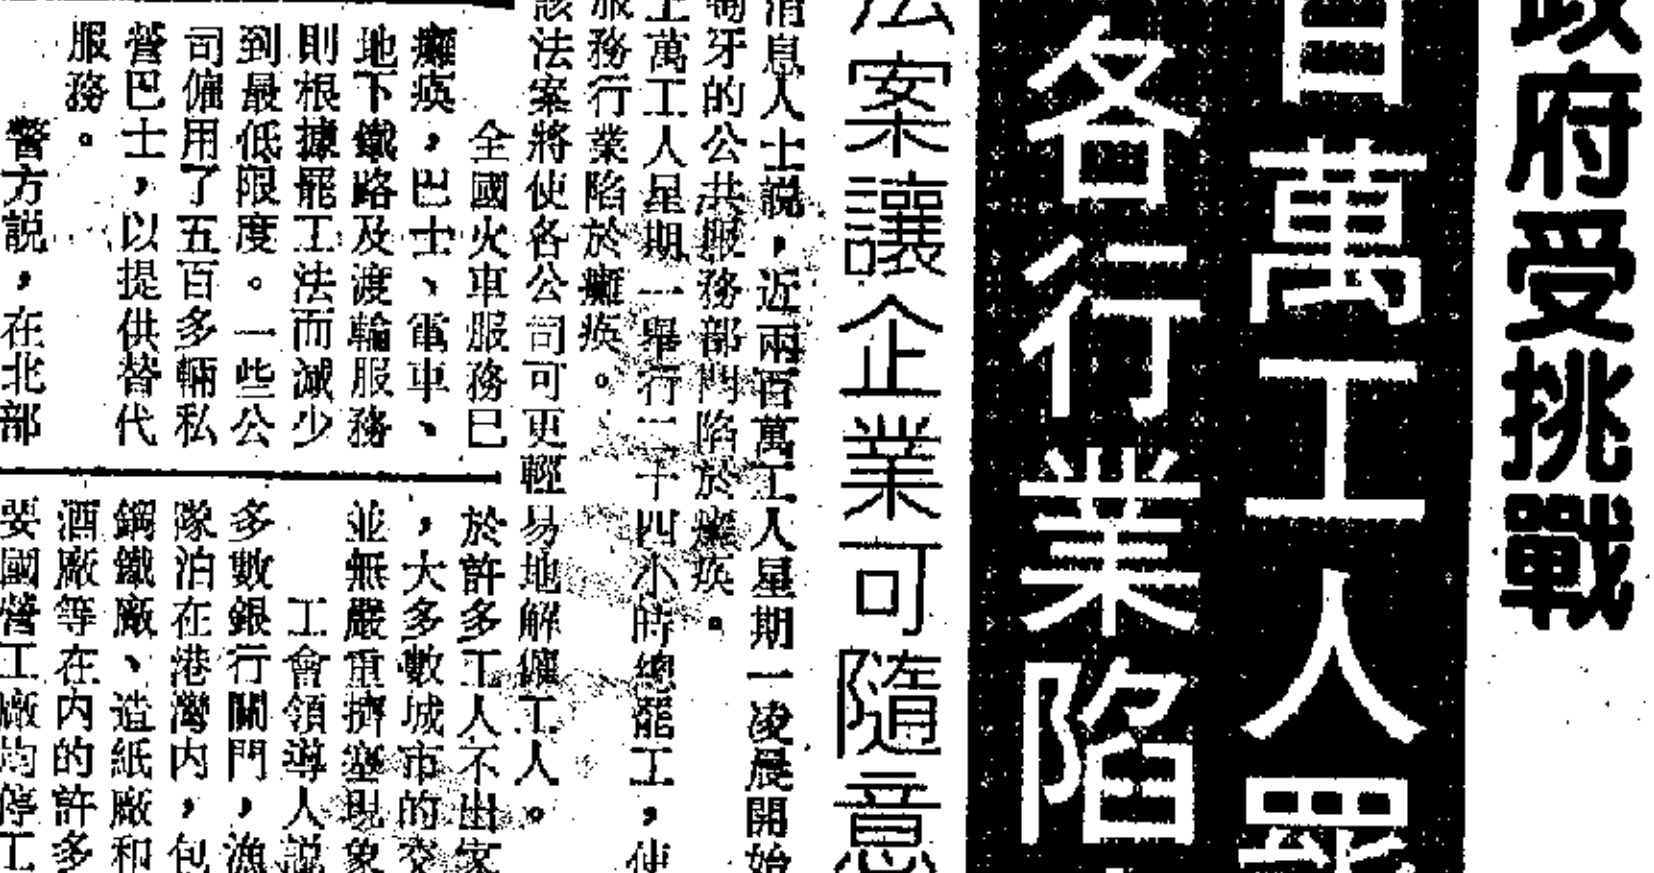 政府受挑戰
百萬工人罷
各行業陷
法案讓企業可隨意
消息人士説，近兩百萬工人星期一凌晨開始
葡牙的公共服務部門陷於癱瘓。
上萬工人星期一舉行二十四小時總罷工，使
服務行業陷於癱瘓。
該法案將使各公司可更輕易地解僱工人。
全國火車服務已
癱瘓，巴士、電車、
地下鐵路及渡輪服務
則根據罷工法而減少
到最低限度。一些公
司僱用了五百多輛私
營巴士，以提供替代
服務。
警方説，在北部
於許多工人不出家
，大多數城市的交
並無嚴重擠塞現象
工會領導人説
多數銀行關門，漁
隊泊在港灣內，包
鋼鐵廠、造紙廠和
酒廠等在内的許多
要國營工廠均停工